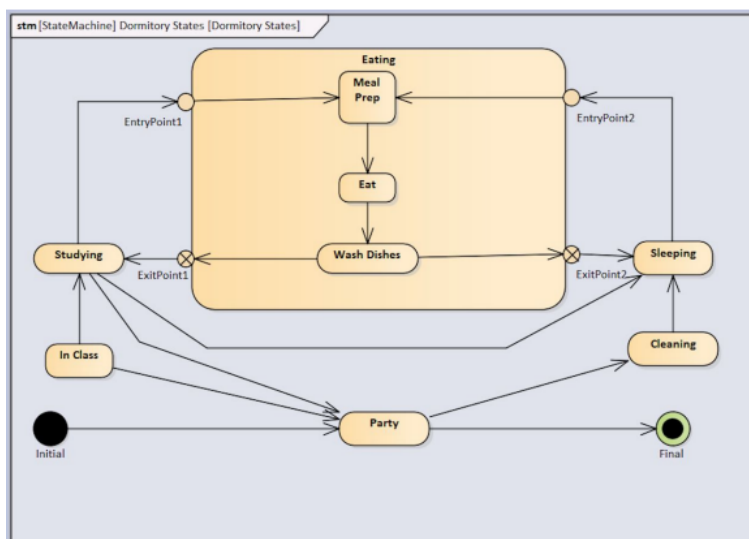 stm [StateMachine] Dormitory States [Dormitory States]
Eating
Meal
Prep
EntryPoint1
EntryPoint2
Eat
Studying
Wash Dishes
Sleeping
ExitPoint1
ExitPoint2
In Class
Cleaning
Party
Initial
Final